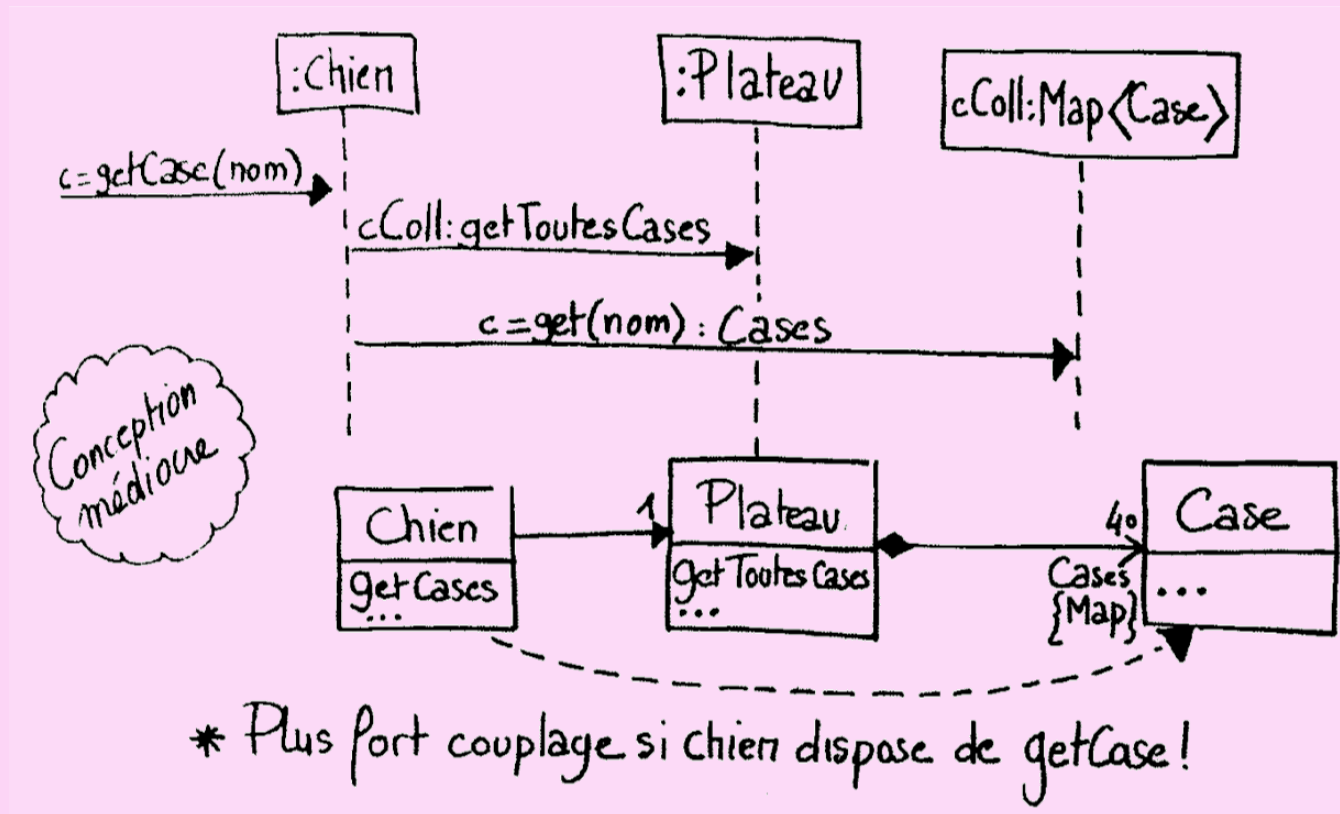 :Chien
:Plateau
cColl:Map<Case>
c=getCase(nom)
cColl:getToutesCases
c=get(nom):Cases
Conception
médiocre
Chien
getCases
...
1
Plateau
getToutesCases
...
40
Cases
{Map}
Case
...
* Plus fort couplage si chien dispose de getCase!